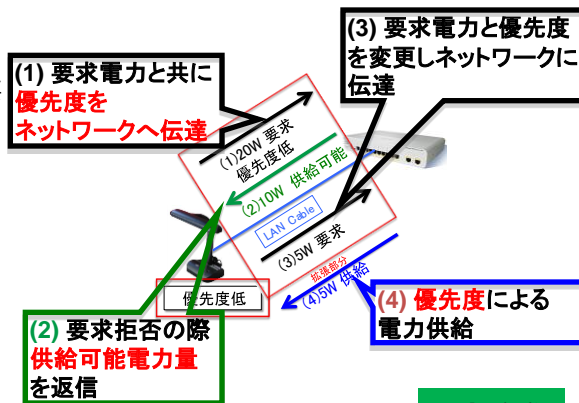 (1) 要求電力と共に
優先度を
ネットワークへ伝達
(3) 要求電力と優先度
を変更しネットワークに
伝達
(1)20W 要求
優先度低
(2)10W 供給可能
LAN Cable
(3)5W 要求
拡張部分
(4)5W 供給
優先度低
(2) 要求拒否の際
供給可能電力量
を返信
(4) 優先度による
電力供給